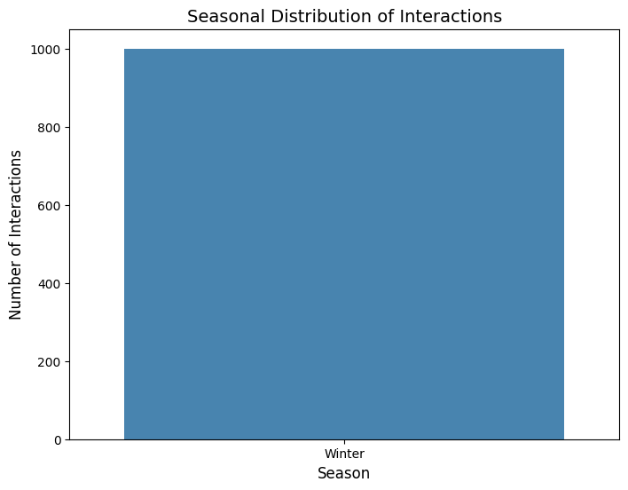 Seasonal Distribution of Interactions
1000
800
600
400
200
0
Number of Interactions
Winter
Season